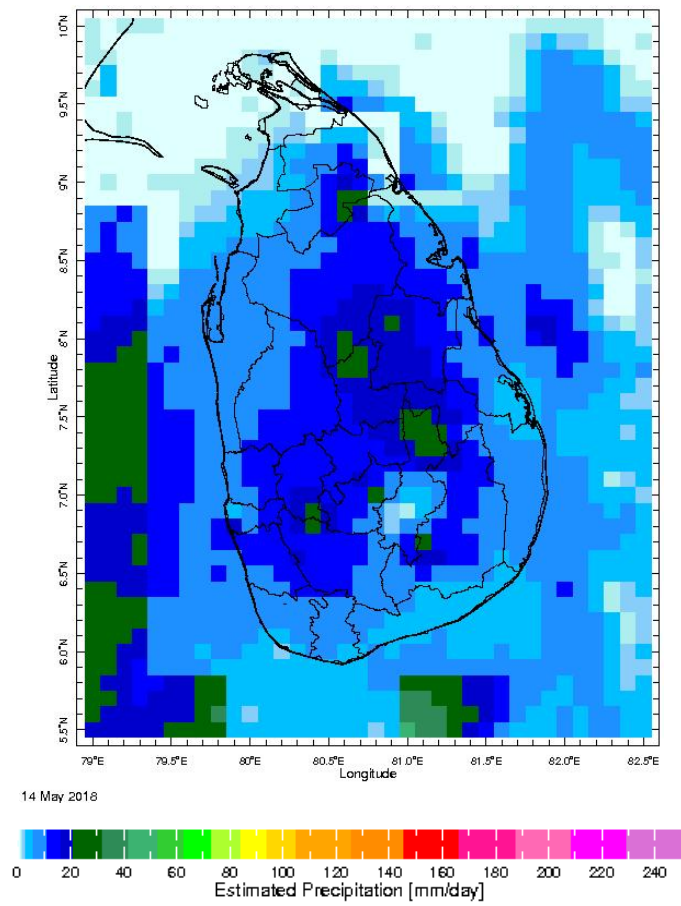 10°N
9.5°N
9°N
8.5°N
8°N
7.5°N
7.0°N
6.5°N
6.0°N
5.5°N
Latitude
79°E 79.5°E 80°E 80.5°E 81.0°E 81.5°E 82.0°E 82.5°E
Longitude
14 May 2018
0 20 40 60 80 100 120 140 160 180 200 220 240
Estimated Precipitation [mm/day]